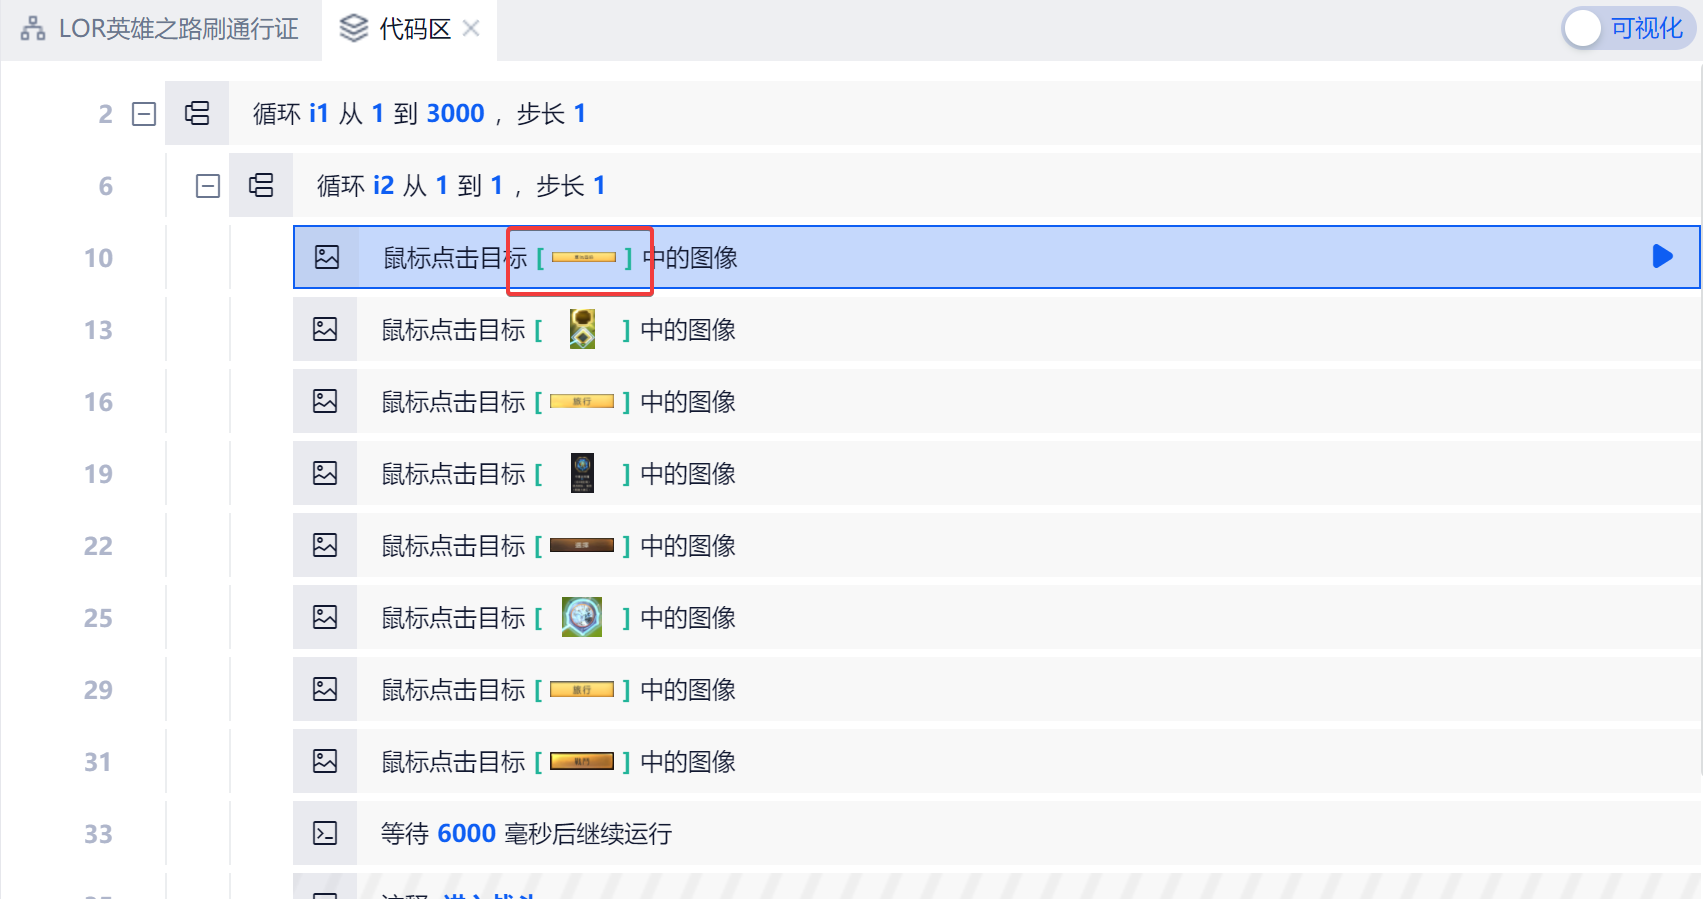 LOR英雄之路刷通行证 代码区 可视化
2 循环 i1 从 1 到 3000 ， 步长 1
6 循环 i2 从 1 到 1 ， 步长 1
10 鼠标点击目标 [ ] 中的图像
13 鼠标点击目标 [ ] 中的图像
16 鼠标点击目标 [ 旅行 ] 中的图像
19 鼠标点击目标 [ ] 中的图像
22 鼠标点击目标 [ ] 中的图像
25 鼠标点击目标 [ ] 中的图像
29 鼠标点击目标 [ 旅行 ] 中的图像
31 鼠标点击目标 [ 戰鬥 ] 中的图像
33 等待 6000 毫秒后继续运行